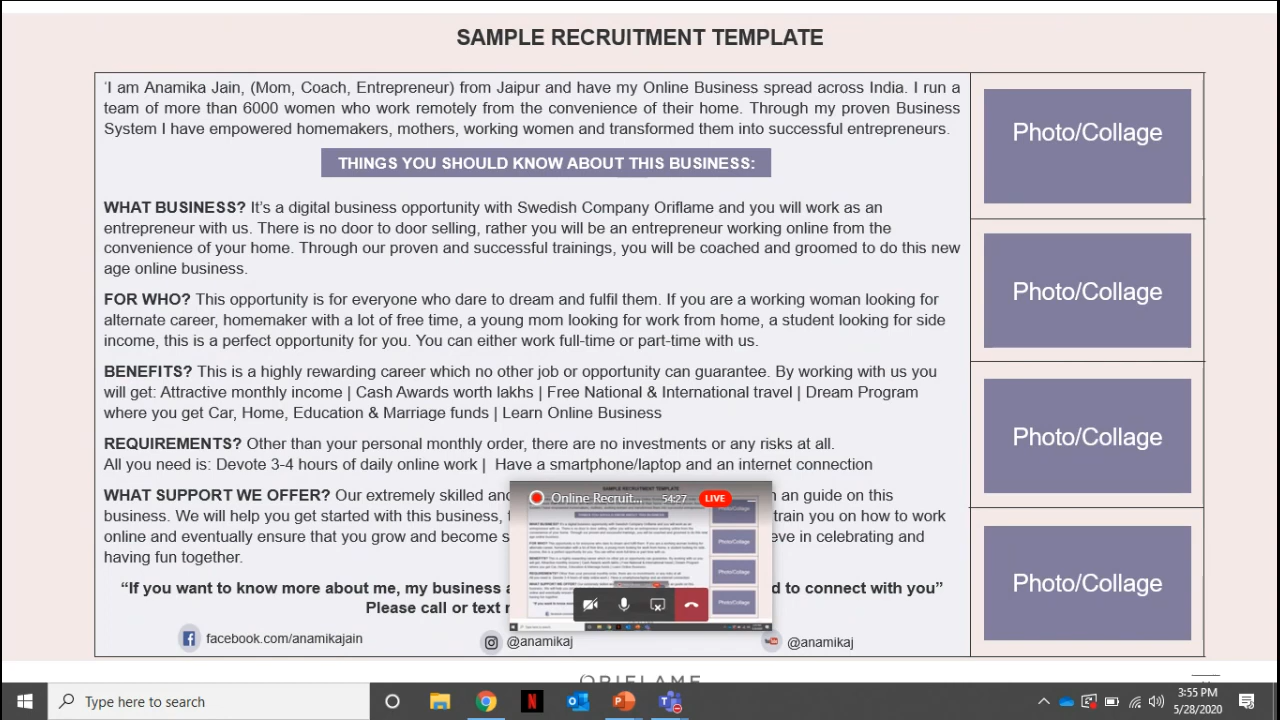 SAMPLE RECRUITMENT TEMPLATE
'I am Anamika Jain, (Mom, Coach, Entrepreneur) from Jaipur and have my Online Business spread across India. I run a
team of more than 6000 women who work remotely from the convenience of their home. Through my proven Business
System I have empowered homemakers, mothers, working women and transformed them into successful entrepreneurs.
THINGS YOU SHOULD KNOW ABOUT THIS BUSINESS:
WHAT BUSINESS? It's a digital business opportunity with Swedish Company Oriflame and you will work as an
entrepreneur with us. There is no door to door selling, rather you will be an entrepreneur working online from the
convenience of your home. Through our proven and successful trainings, you will be coached and groomed to do this new
age online business.
FOR WHO? This opportunity is for everyone who dare to dream and fulfil them. If you are a working woman looking for
alternate career, homemaker with a lot of free time, a young mom looking for work from home, a student looking for side
income, this is a perfect opportunity for you. You can either work full-time or part-time with us.
BENEFITS? This is a highly rewarding career which no other job or opportunity can guarantee. By working with us you
will get: Attractive monthly income | Cash Awards worth lakhs | Free National & International travel | Dream Program
where you get Car, Home, Education & Marriage funds | Learn Online Business
REQUIREMENTS? Other than your personal monthly order, there are no investments or any risks at all.
All you need is: Devote 3-4 hours of daily online work | Have a smartphone/laptop and an internet connection
WHAT SUPPORT WE OFFER? Our extremely skilled an an guide on this
business. We will help you get started with this business, train you on how to work
online and eventually ensure that you grow and become s eve in celebrating and
having fun together.
"If you want to know more about me, my business a d to connect with you"
Please call or text
facebook.com/anamikajain
@anamikaj
@anamikaj
Photo/Collage
Photo/Collage
Photo/Collage
Photo/Collage
Online Recruit... 54:27 LIVE
ORIFLAME
Type here to search
3:55 PM
5/28/2020